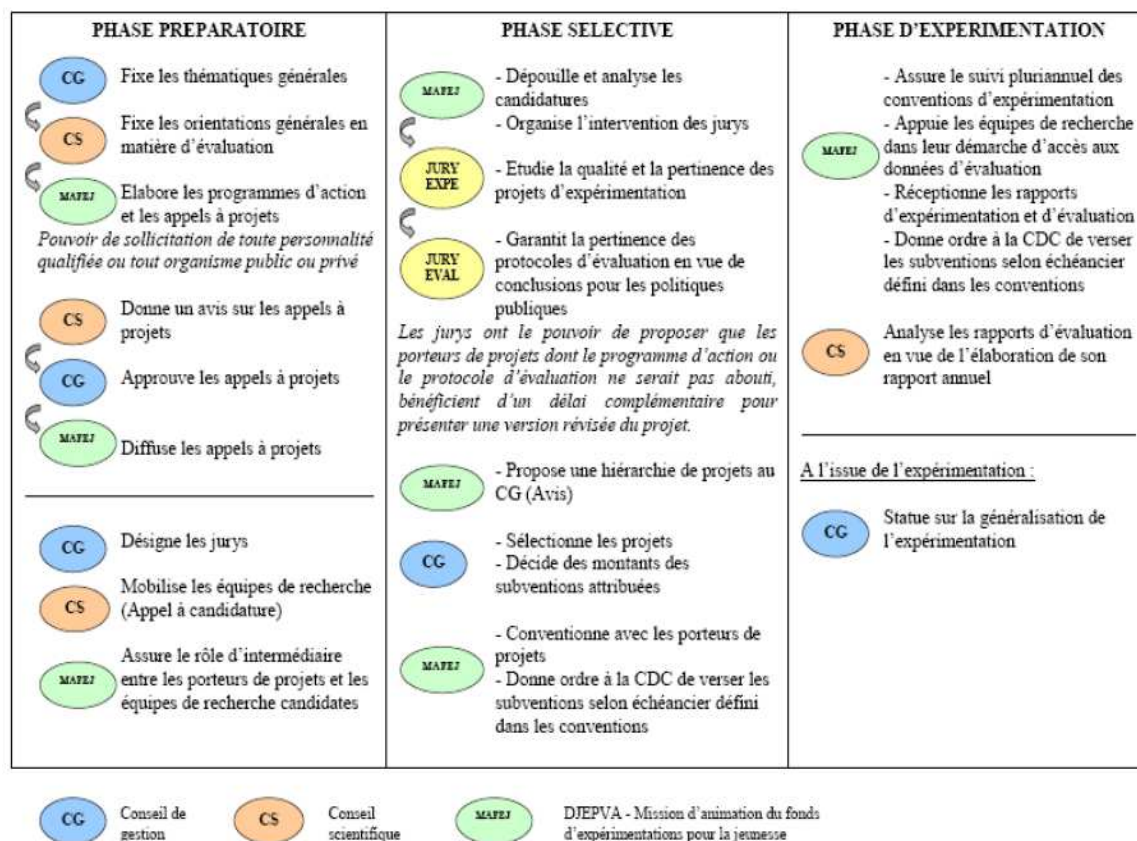 PHASE PREPARATOIRE
CG
Fixe les thématiques générales
CS
Fixe les orientations générales en
matière d'évaluation
MAFEJ
Elabore les programmes d'action
et les appels à projets
Pouvoir de sollicitation de toute personnalité
qualifiée ou tout organisme public ou privé
CS
Donne un avis sur les appels à
projets
CG
Approuve les appels à projets
MAFEJ
Diffuse les appels à projets
CG
Désigne les jurys
CS
Mobilise les équipes de recherche
(Appel à candidature)
MAFEJ
Assure le rôle d'intermédiaire
entre les porteurs de projets et les
équipes de recherche candidates
PHASE SELECTIVE
MAFEJ
- Dépouille et analyse les
candidatures
- Organise l'intervention des jurys
JURY
EXPE
- Etudie la qualité et la pertinence des
projets d'expérimentation
JURY
EVAL
- Garantit la pertinence des
protocoles d'évaluation en vue de
conclusions pour les politiques
publiques
Les jurys ont le pouvoir de proposer que les
porteurs de projets dont le programme d'action ou
le protocole d'évaluation ne serait pas abouti,
bénéficient d'un délai complémentaire pour
présenter une version révisée du projet.
MAFEJ
- Propose une hiérarchie de projets au
CG (Avis)
CG
- Sélectionne les projets
- Décide des montants des
subventions attribuées
MAFEJ
- Conventionne avec les porteurs de
projets
- Donne ordre à la CDC de verser les
subventions selon échéancier défini
dans les conventions
PHASE D'EXPERIMENTATION
MAFEJ
- Assure le suivi pluriannuel des
conventions d'expérimentation
- Appuie les équipes de recherche
dans leur démarche d'accès aux
données d'évaluation
- Réceptionne les rapports
d'expérimentation et d'évaluation
- Donne ordre à la CDC de verser
les subventions selon échéancier
défini dans les conventions
CS
Analyse les rapports d'évaluation
en vue de l'élaboration de son
rapport annuel
A l'issue de l'expérimentation :
CG
Statue sur la généralisation de
l'expérimentation
CG
Conseil de
gestion
CS
Conseil
scientifique
MAFEJ
DJEPVA - Mission d'animation du fonds
d'expérimentations pour la jeunesse